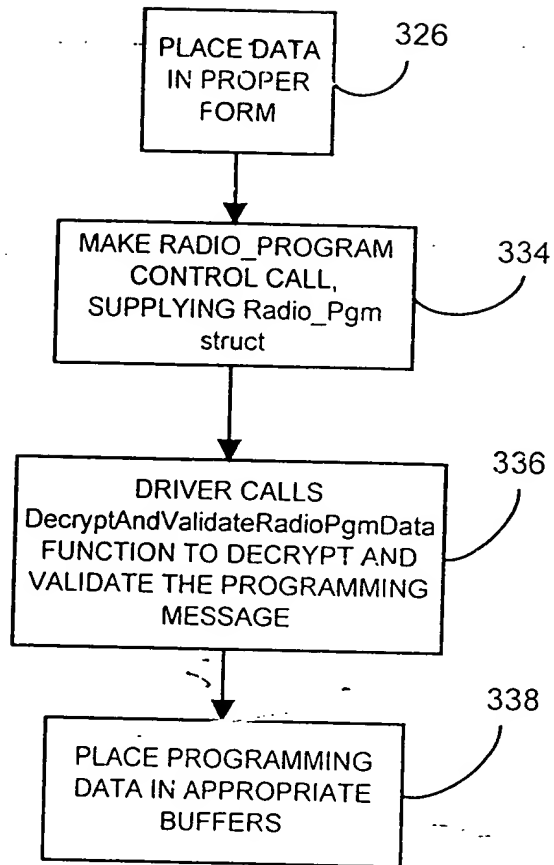 PLACE DATA
IN PROPER
FORM
326
MAKE RADIO_PROGRAM
CONTROL CALL,
SUPPLYING Radio_Pgm
struct
334
DRIVER CALLS
DecryptAndValidateRadioPgmData
FUNCTION TO DECRYPT AND
VALIDATE THE PROGRAMMING
MESSAGE
336
PLACE PROGRAMMING
DATA IN APPROPRIATE
BUFFERS
338